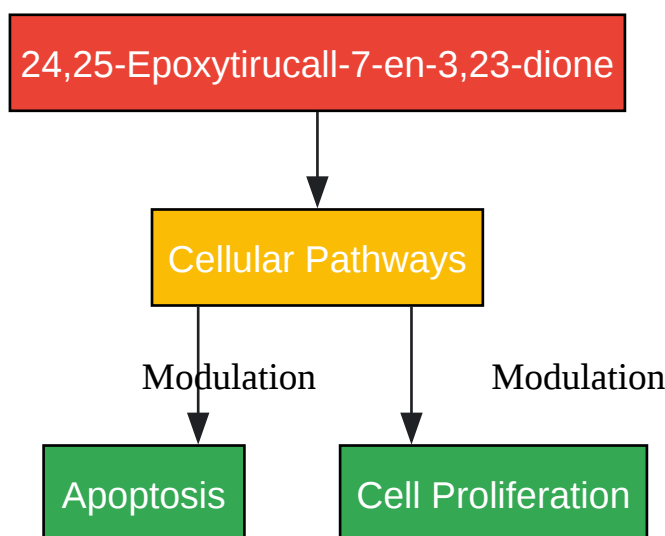 24,25-Epoxytirucall-7-en-3,23-dione
Cellular Pathways
Modulation
Modulation
Apoptosis
Cell Proliferation